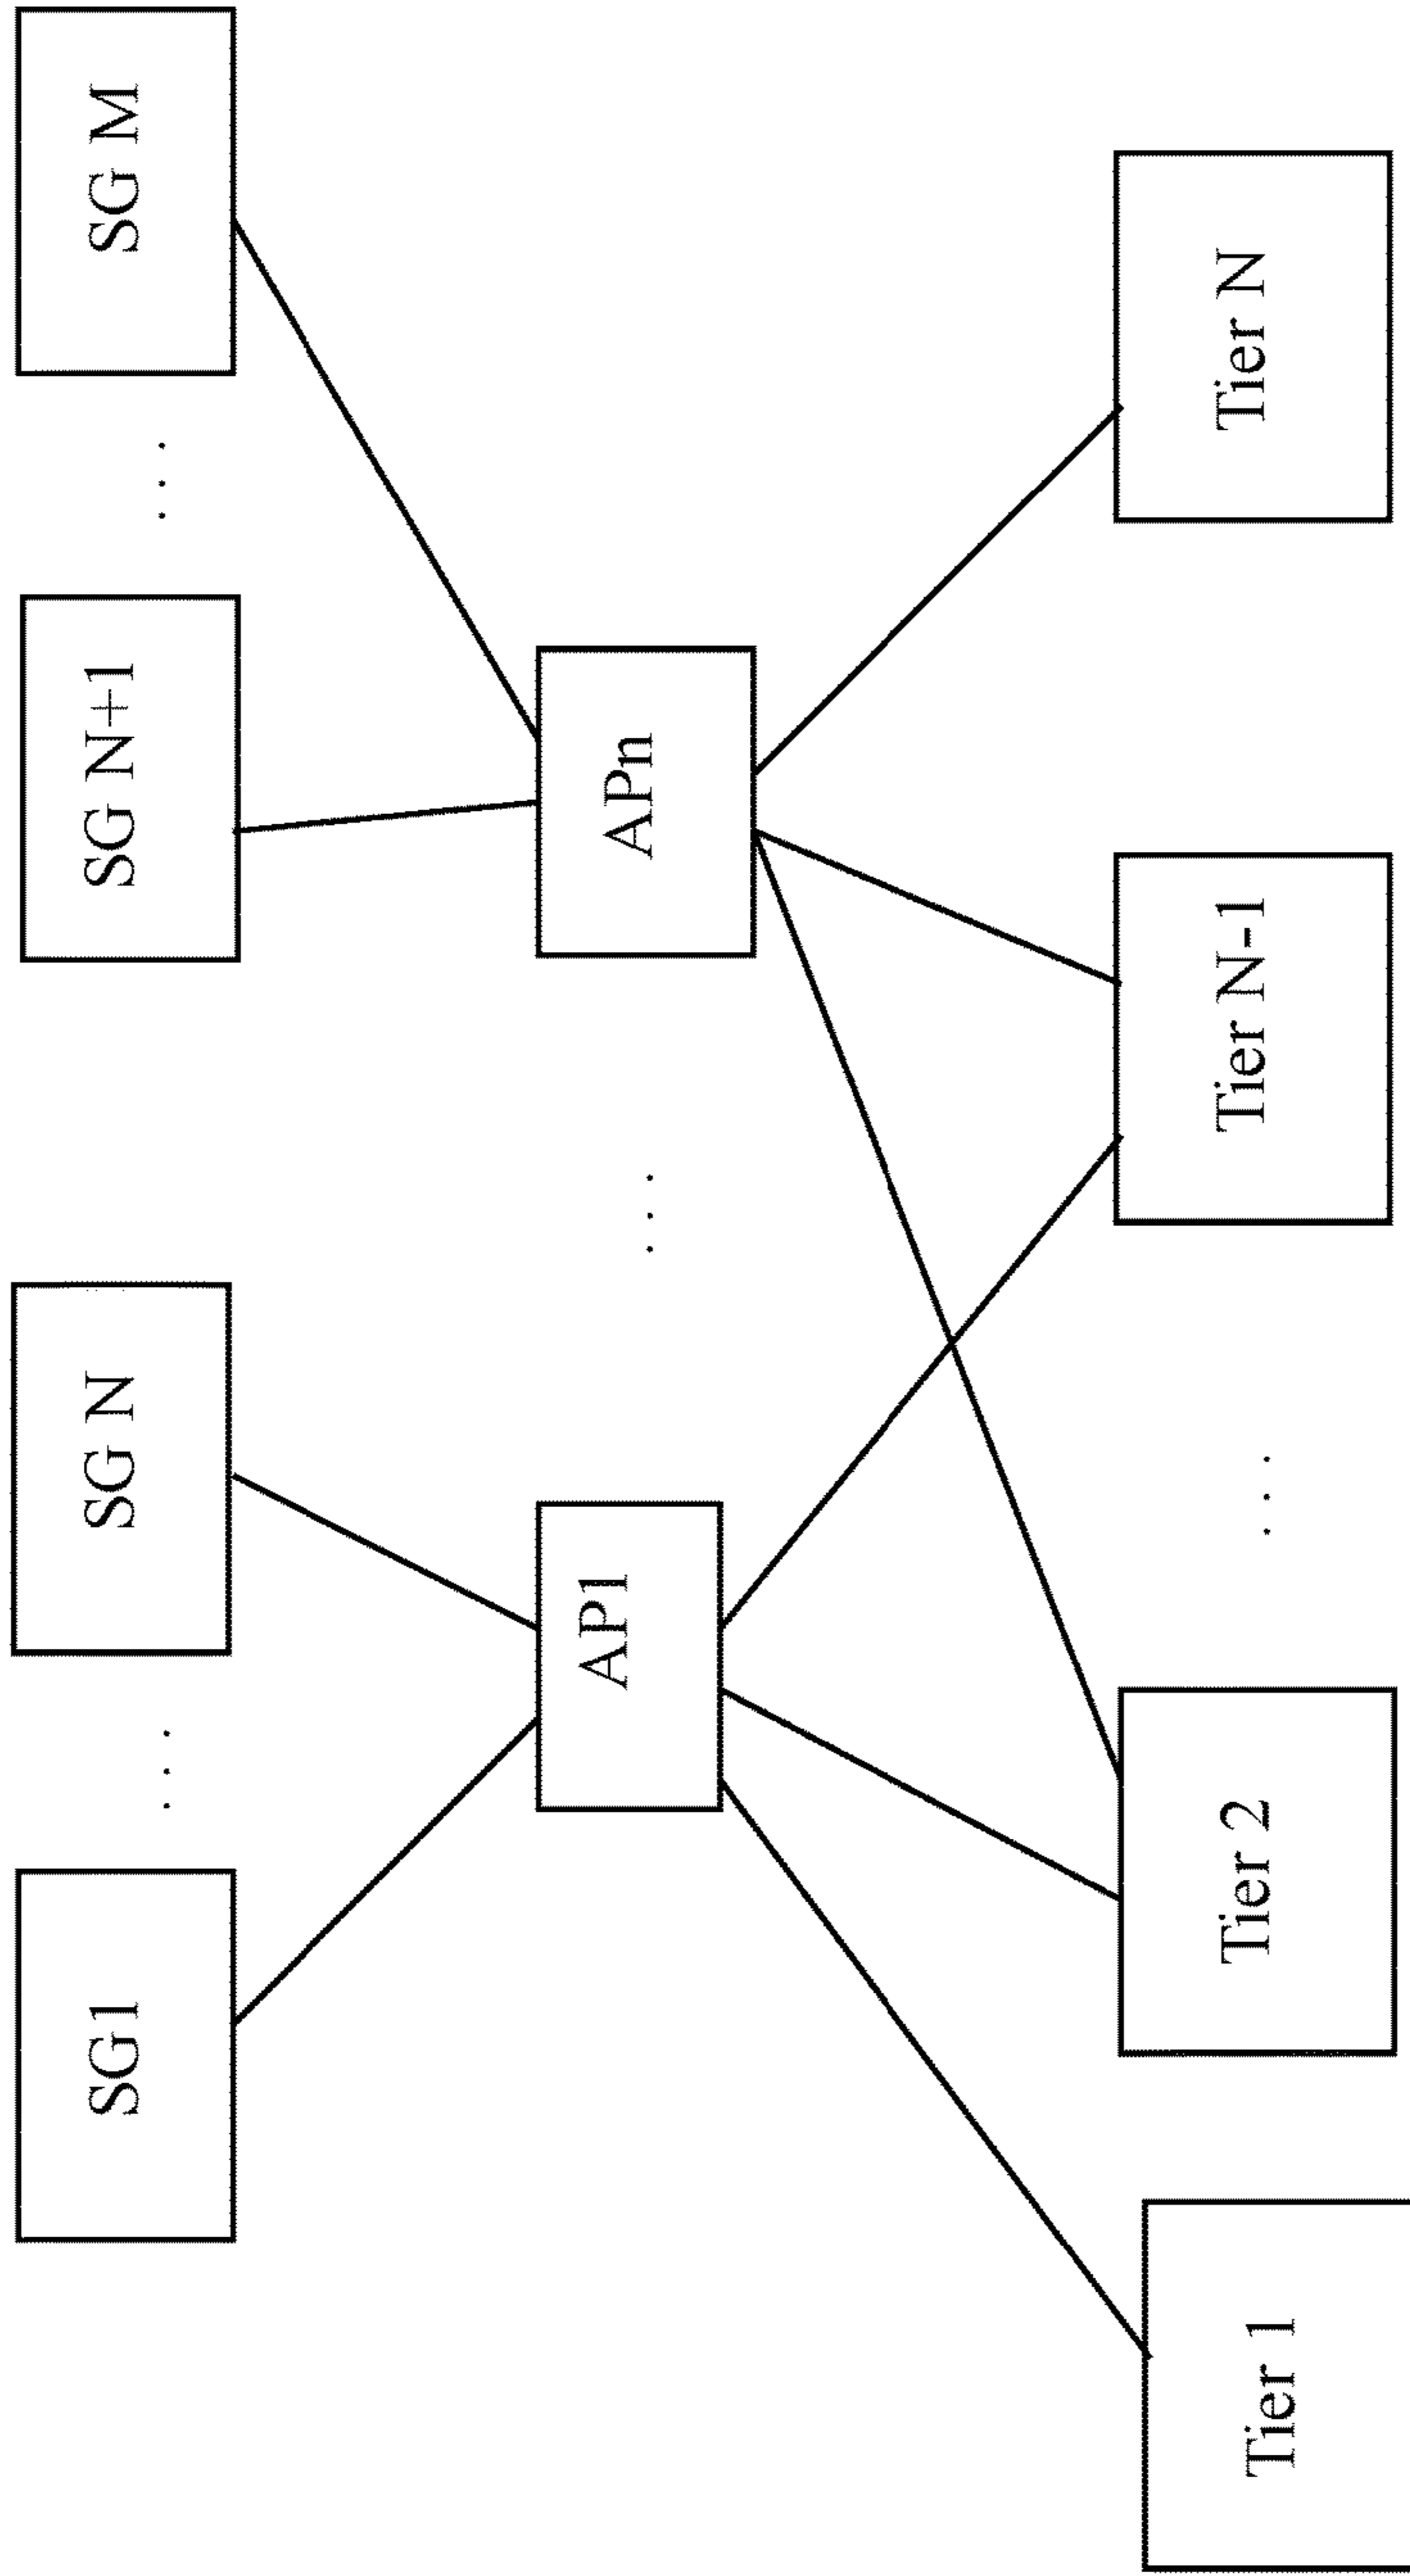 SG1
. . .
SG N
SG N+1
. . .
SG M
AP1
. . .
APn
Tier 1
Tier 2
. . .
Tier N-1
Tier N